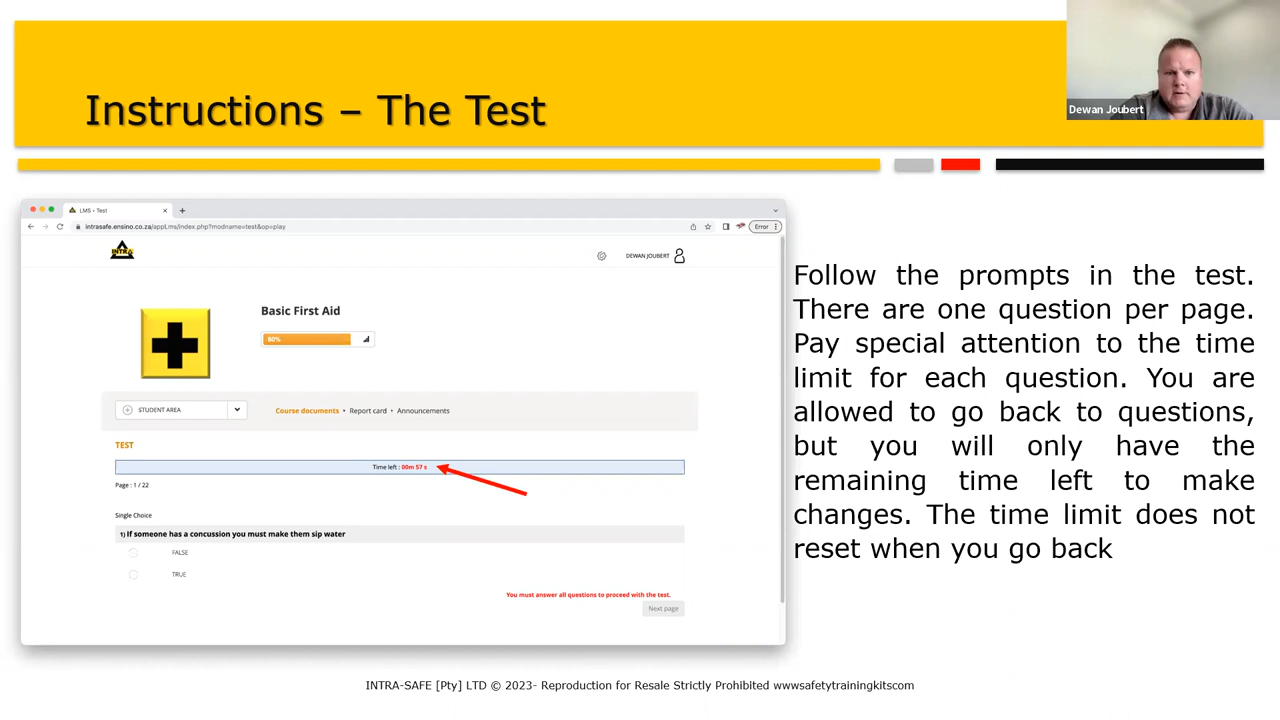 Instructions – The Test
Dewan Joubert
LMS › Test
intrasafe.ensino.co.za/appLms/index.php?modname=test&op=play
Error
INTRA
DEWAN JOUBERT
Basic First Aid
80%
STUDENT AREA
Course documents • Report card • Announcements
TEST
Time left : 00m 57 s
Page : 1 / 22
Single Choice
1) If someone has a concussion you must make them sip water
FALSE
TRUE
You must answer all questions to proceed with the test.
Next page
Follow the prompts in the test.
There are one question per page.
Pay special attention to the time
limit for each question. You are
allowed to go back to questions,
but you will only have the
remaining time left to make
changes. The time limit does not
reset when you go back
INTRA-SAFE [Pty] LTD © 2023- Reproduction for Resale Strictly Prohibited wwwsafetytrainingkitscom